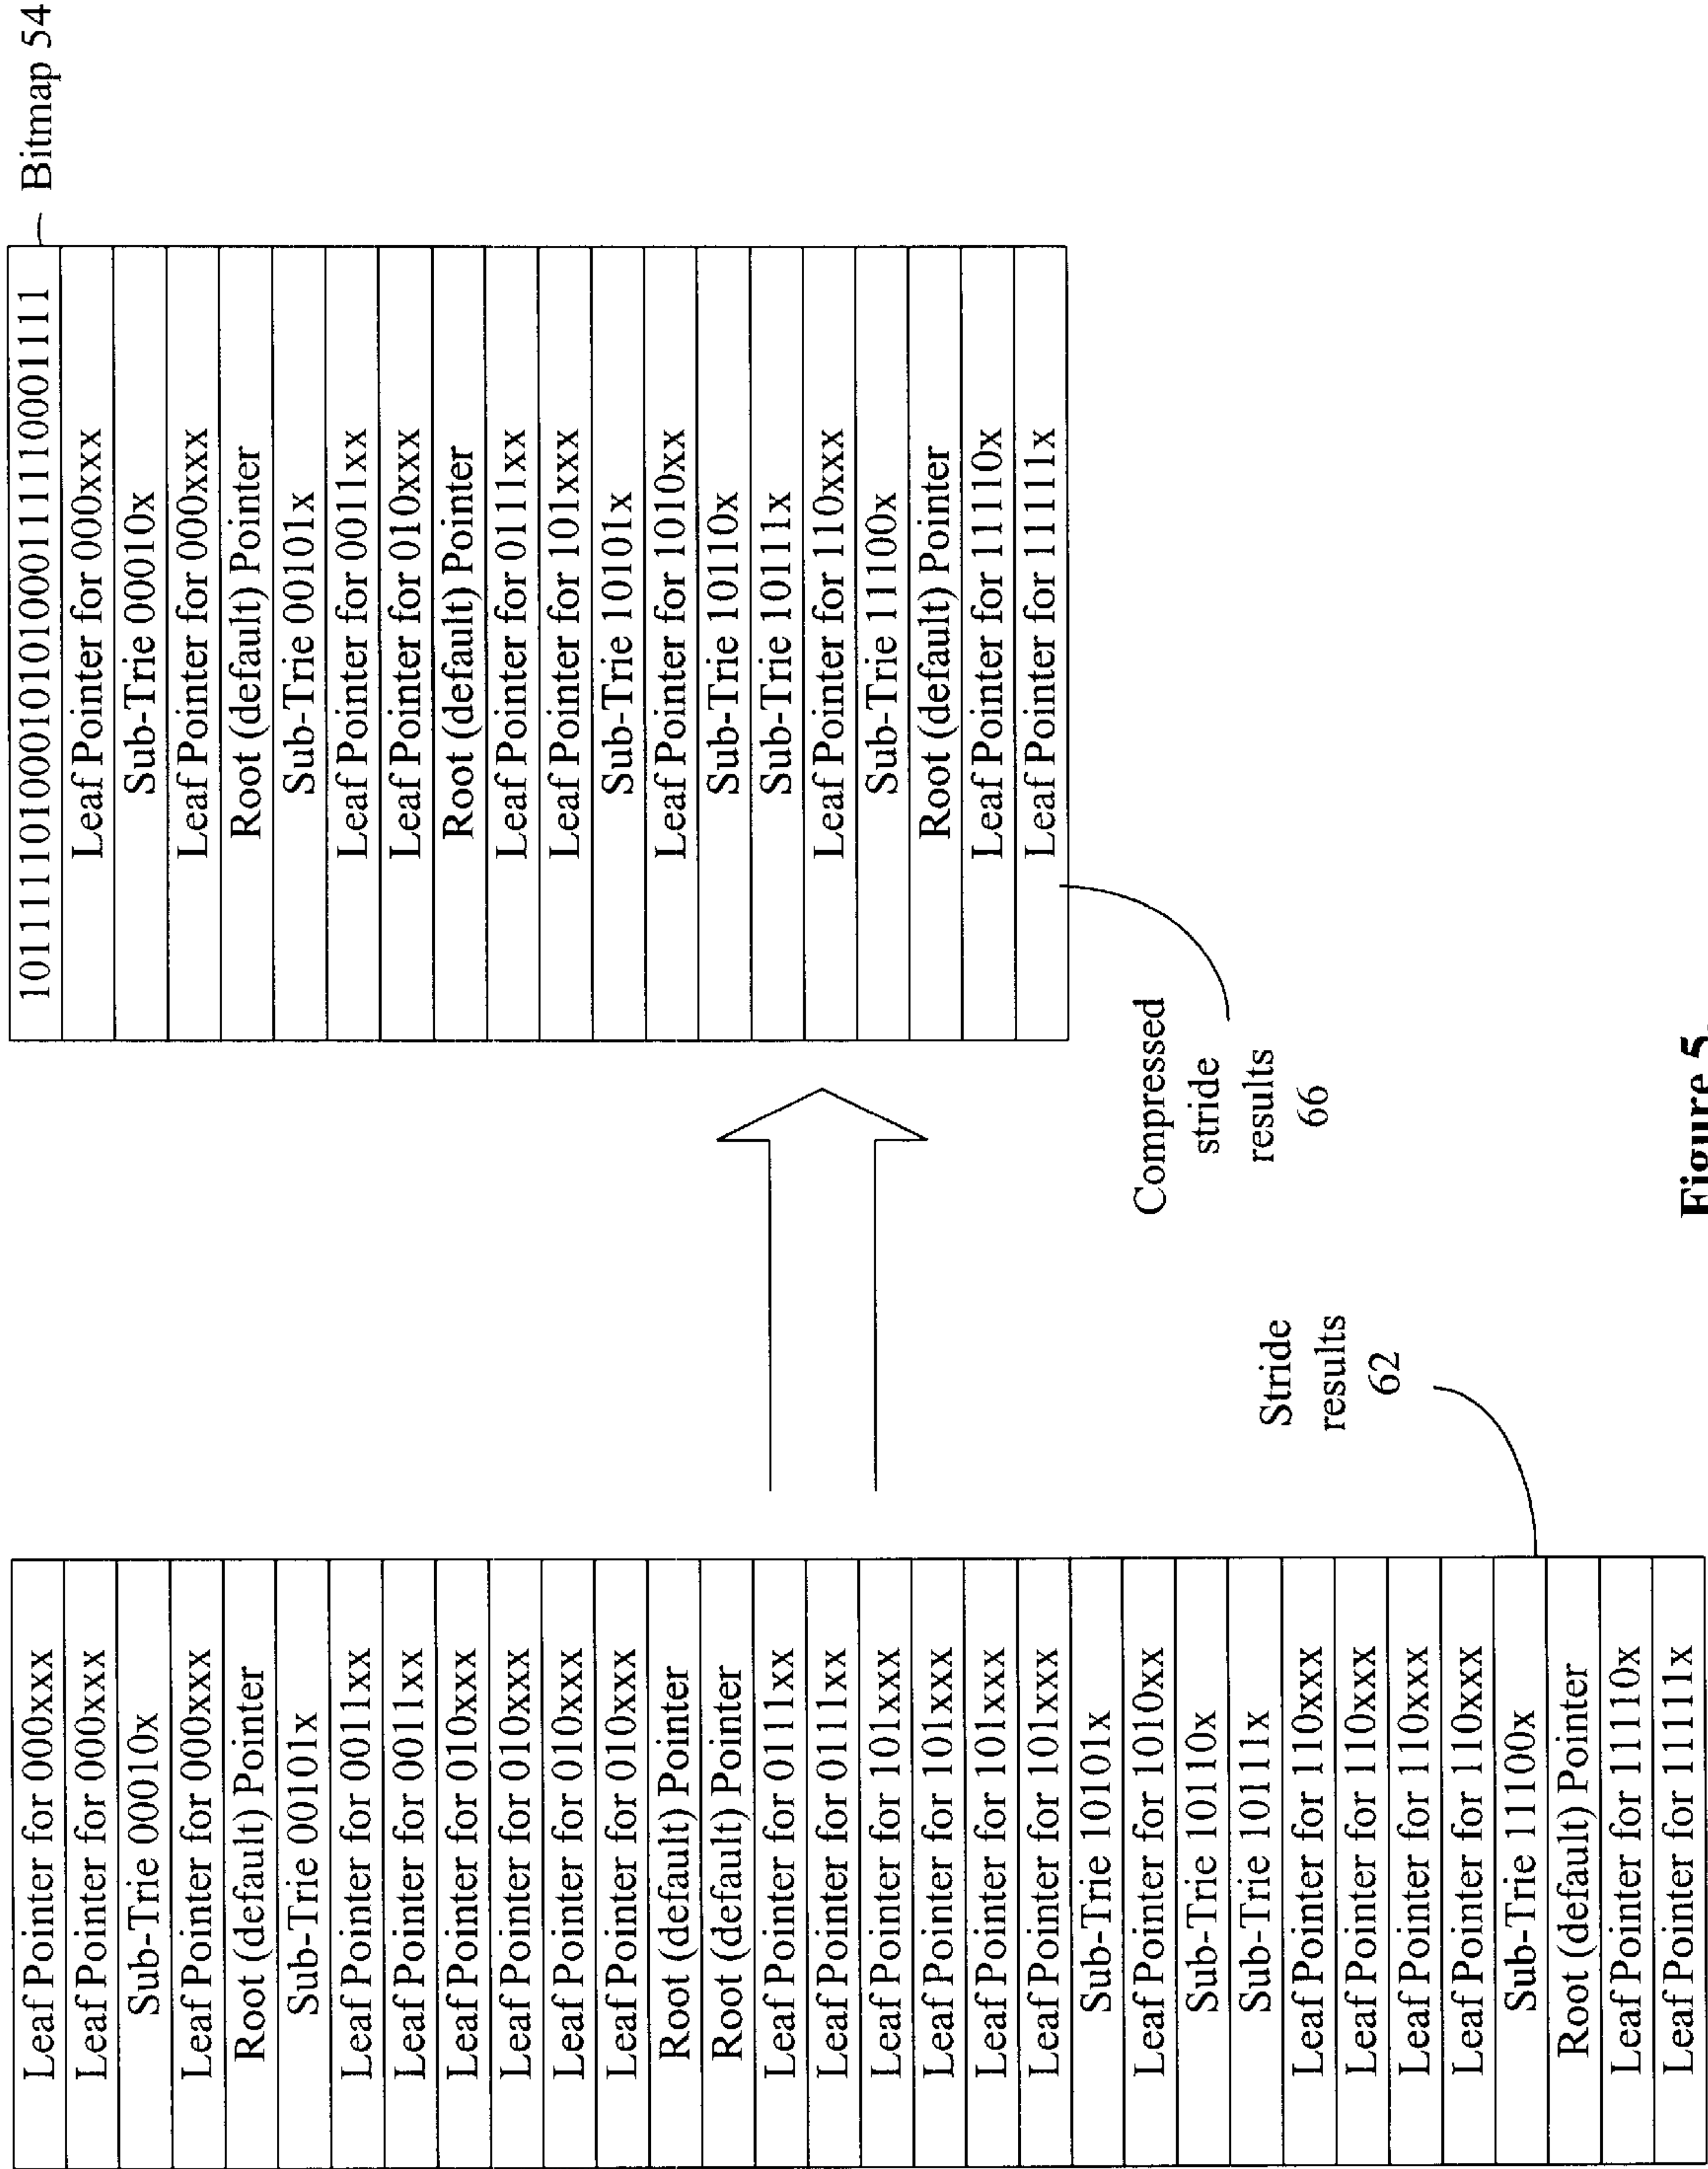 Bitmap 54
10111110100010101000111110001111
Leaf Pointer for 000xxx
Sub-Trie 00010x
Leaf Pointer for 000xxx
Root (default) Pointer
Sub-Trie 00101x
Leaf Pointer for 0011xx
Leaf Pointer for 010xxx
Root (default) Pointer
Leaf Pointer for 0111xx
Leaf Pointer for 101xxx
Sub-Trie 10101x
Leaf Pointer for 1010xx
Sub-Trie 10110x
Sub-Trie 10111x
Leaf Pointer for 110xxx
Sub-Trie 11100x
Root (default) Pointer
Leaf Pointer for 11110x
Leaf Pointer for 11111x
Compressed
stride
results
66
Leaf Pointer for 000xxx
Leaf Pointer for 000xxx
Sub-Trie 00010x
Leaf Pointer for 000xxx
Root (default) Pointer
Sub-Trie 00101x
Leaf Pointer for 0011xx
Leaf Pointer for 0011xx
Leaf Pointer for 010xxx
Leaf Pointer for 010xxx
Leaf Pointer for 010xxx
Leaf Pointer for 010xxx
Root (default) Pointer
Root (default) Pointer
Leaf Pointer for 0111xx
Leaf Pointer for 0111xx
Leaf Pointer for 101xxx
Leaf Pointer for 101xxx
Leaf Pointer for 101xxx
Leaf Pointer for 101xxx
Sub-Trie 10101x
Leaf Pointer for 1010xx
Sub-Trie 10110x
Sub-Trie 10111x
Leaf Pointer for 110xxx
Leaf Pointer for 110xxx
Leaf Pointer for 110xxx
Leaf Pointer for 110xxx
Sub-Trie 11100x
Root (default) Pointer
Leaf Pointer for 11110x
Leaf Pointer for 11111x
Stride
results
62
Figure 5.